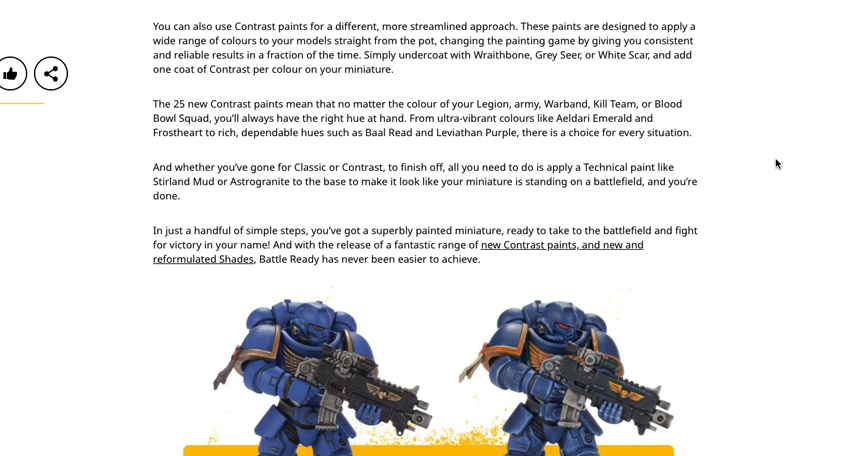 You can also use Contrast paints for a different, more streamlined approach. These paints are designed to apply a
wide range of colours to your models straight from the pot, changing the painting game by giving you consistent
and reliable results in a fraction of the time. Simply undercoat with Wraithbone, Grey Seer, or White Scar, and add
one coat of Contrast per colour on your miniature.
The 25 new Contrast paints mean that no matter the colour of your Legion, army, Warband, Kill Team, or Blood
Bowl Squad, you’ll always have the right hue at hand. From ultra-vibrant colours like Aeldari Emerald and
Frostheart to rich, dependable hues such as Baal Read and Leviathan Purple, there is a choice for every situation.
And whether you’ve gone for Classic or Contrast, to finish off, all you need to do is apply a Technical paint like
Stirland Mud or Astrogranite to the base to make it look like your miniature is standing on a battlefield, and you’re
done.
In just a handful of simple steps, you’ve got a superbly painted miniature, ready to take to the battlefield and fight
for victory in your name! And with the release of a fantastic range of new Contrast paints, and new and
reformulated Shades, Battle Ready has never been easier to achieve.